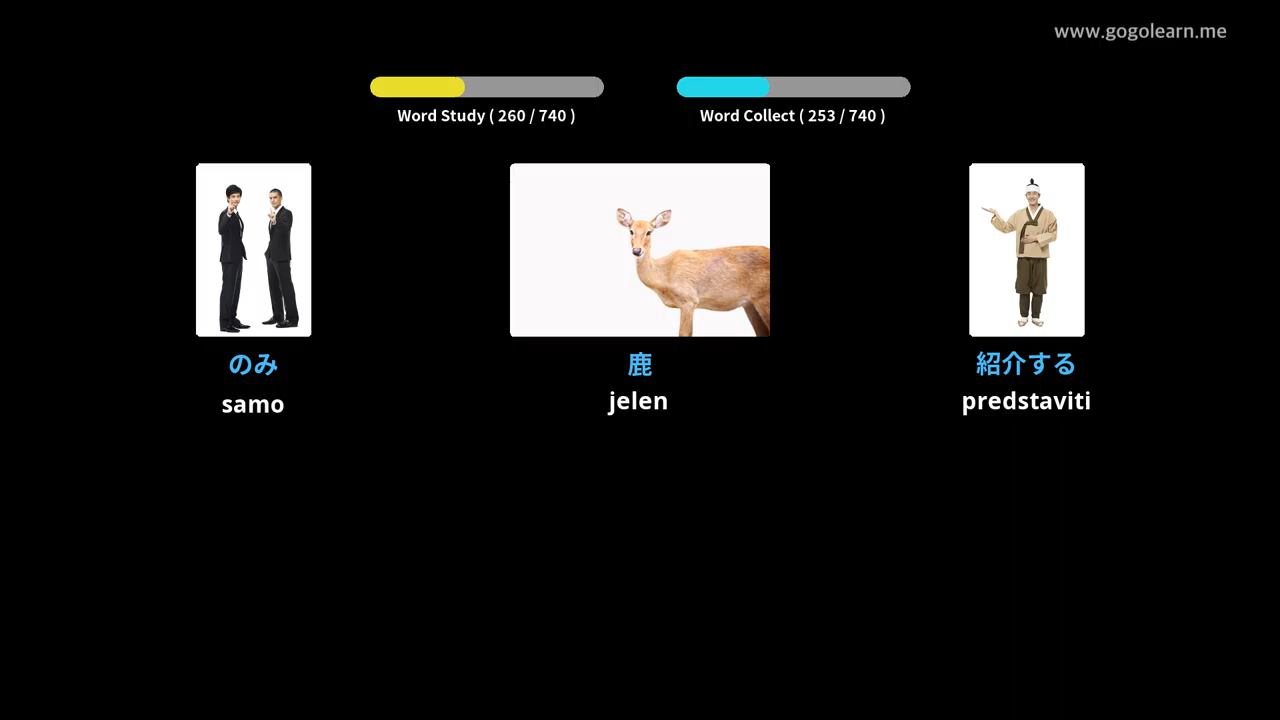 www.gogolearn.me
Word Study ( 260 / 740 )
Word Collect ( 253 / 740 )
のみ
samo
鹿
jelen
紹介する
predstaviti